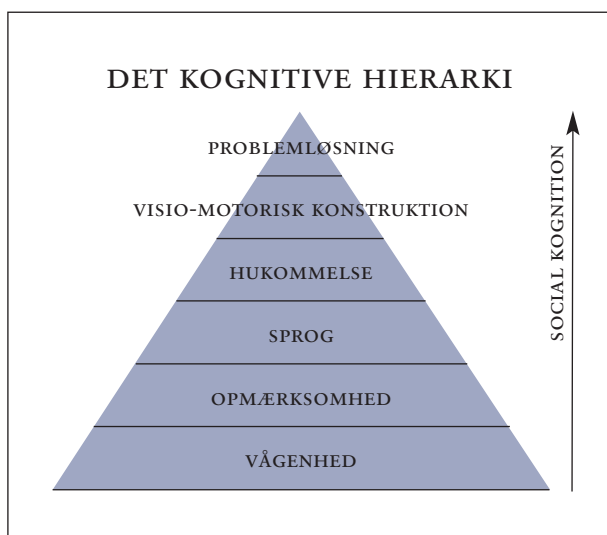 DET KOGNITIVE HIERARKI
PROBLEMLØSNING
VISIO-MOTORISK KONSTRUKTION
HUKOMMELSE
SPROG
OPMÆRKSOMHED
VÅGENHED
SOCIAL KOGNITION